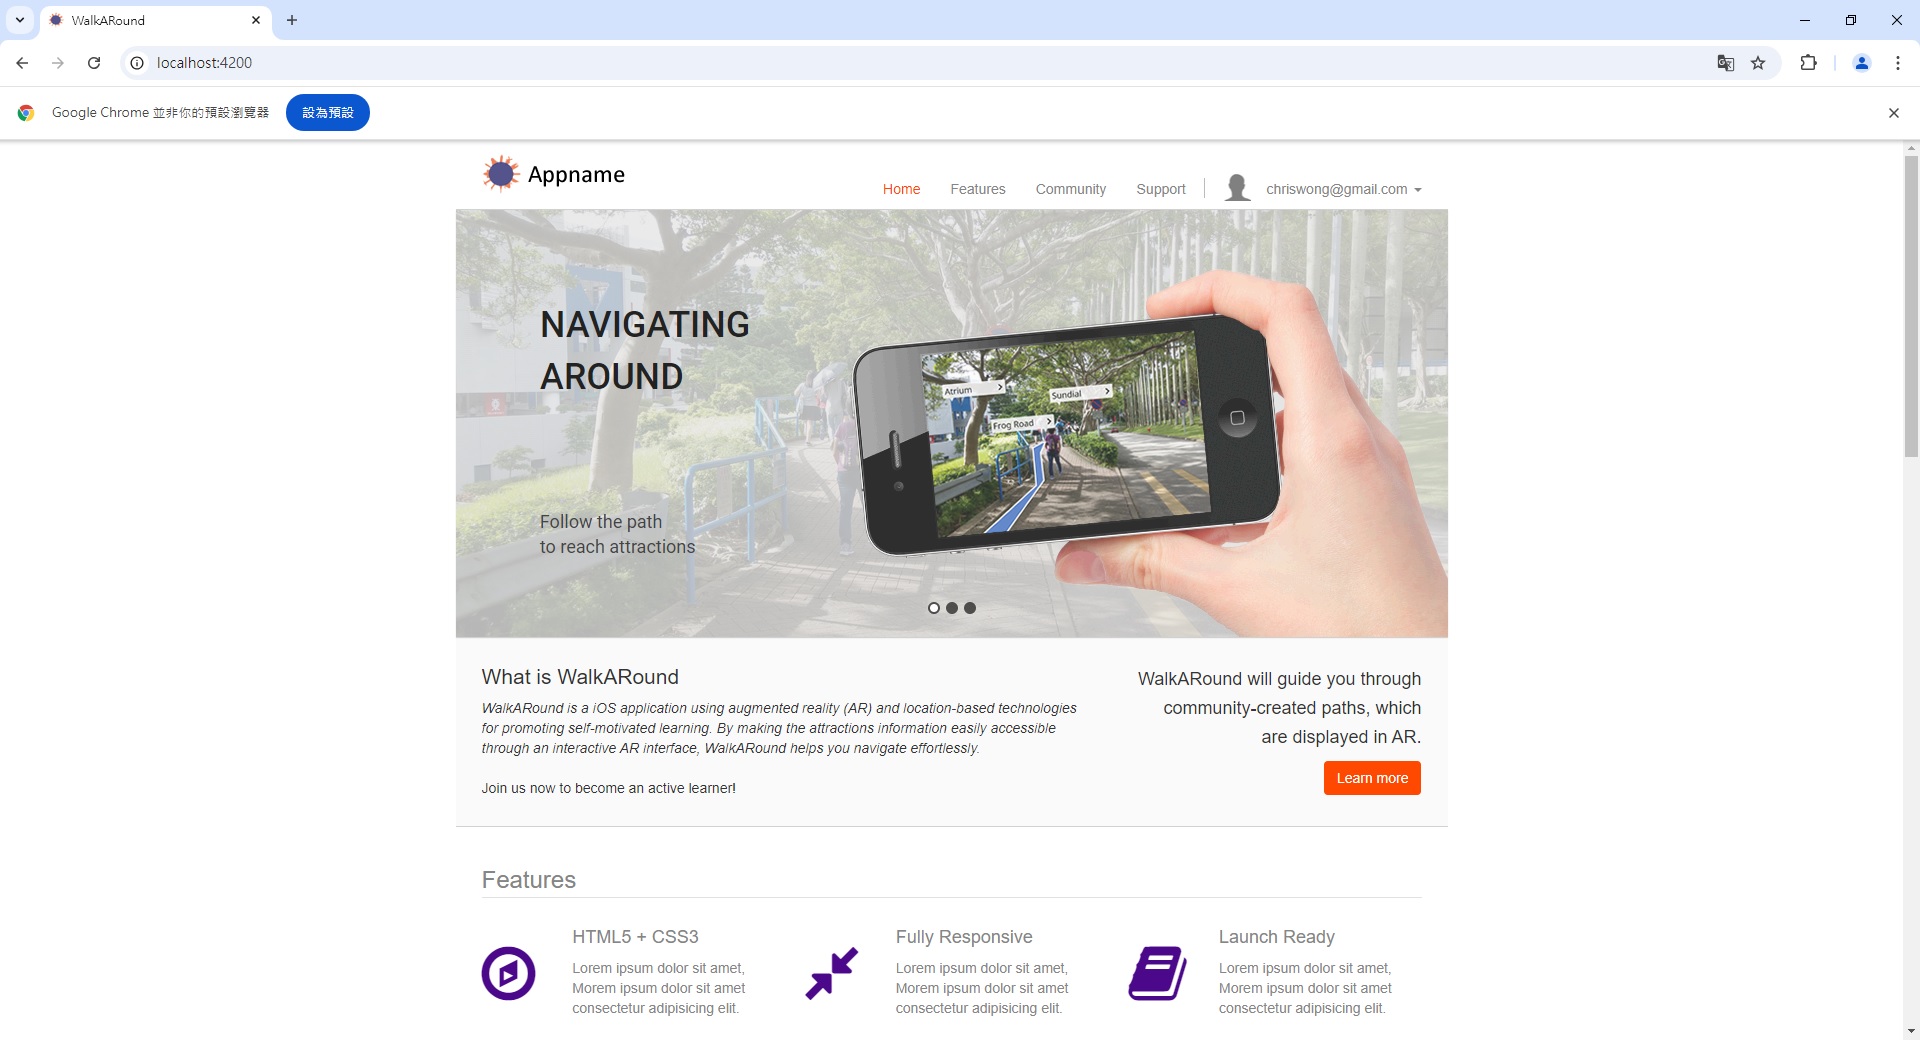 WalkARound
localhost:4200
Google Chrome 並非你的預設瀏覽器
設為預設
Appname
Home
Features
Community
Support
chriswong@gmail.com
NAVIGATING
AROUND
Atrium
Sundial
Frog Road
Follow the path
to reach attractions
What is WalkARound
WalkARound is a iOS application using augmented reality (AR) and location-based technologies
for promoting self-motivated learning. By making the attractions information easily accessible
through an interactive AR interface, WalkARound helps you navigate effortlessly.
Join us now to become an active learner!
WalkARound will guide you through
community-created paths, which
are displayed in AR.
Learn more
Features
HTML5 + CSS3
Lorem ipsum dolor sit amet,
Morem ipsum dolor sit amet
consectetur adipisicing elit.
Fully Responsive
Lorem ipsum dolor sit amet,
Morem ipsum dolor sit amet
consectetur adipisicing elit.
Launch Ready
Lorem ipsum dolor sit amet,
Morem ipsum dolor sit amet
consectetur adipisicing elit.